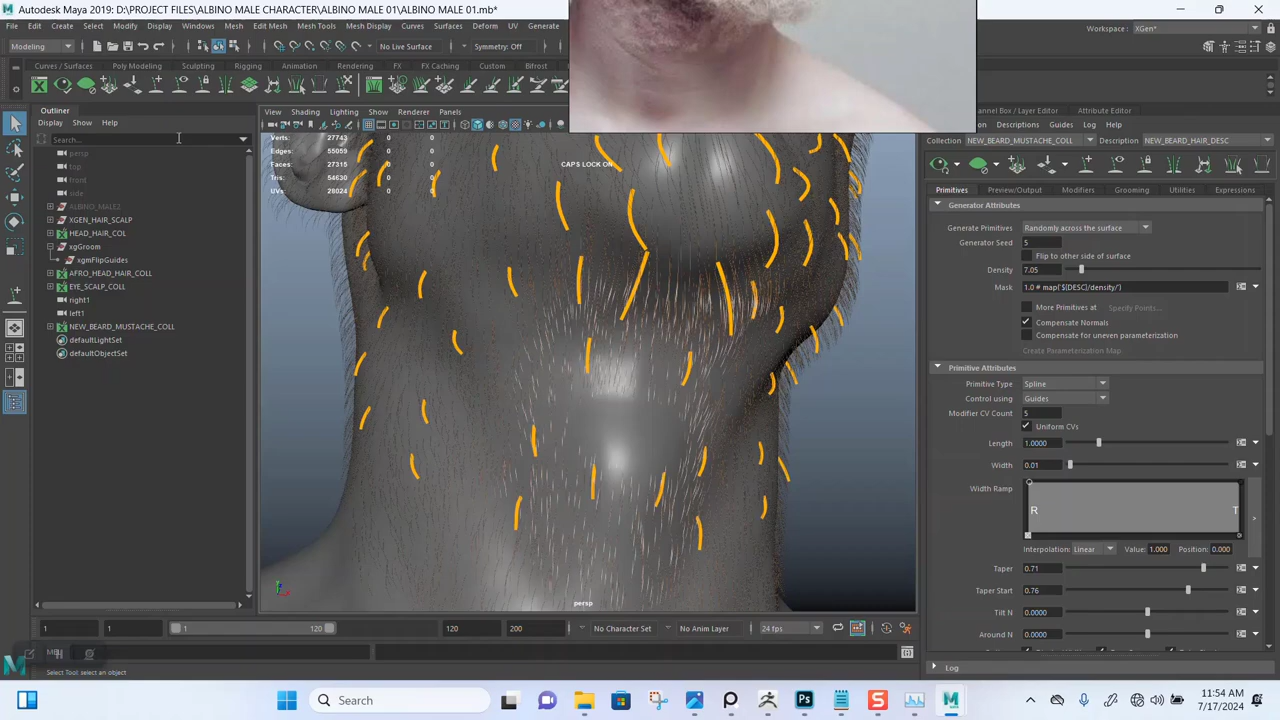 Autodesk Maya 2019: D:\PROJECT FILES\ALBINO MALE CHARACTER\ALBINO MALE 01\ALBINO MALE 01.mb*
File Edit Create Select Modify Display Windows Mesh Edit Mesh Mesh Tools Mesh Display Curves Surfaces Deform UV Generate
Workspace : XGen*
Modeling No Live Surface Symmetry: Off
Curves / Surfaces Poly Modeling Sculpting Rigging Animation Rendering FX FX Caching Custom Bifrost
Outliner
Display Show Help
Search...
persp
top
front
side
ALBINO_MALE2
XGEN_HAIR_SCALP
HEAD_HAIR_COL
xgGroom
xgmFlipGuides
AFRO_HEAD_HAIR_COLL
EYE_SCALP_COLL
right1
left1
NEW_BEARD_MUSTACHE_COLL
defaultLightSet
defaultObjectSet
View Shading Lighting Show Renderer Panels
Verts: 27743 0 0
Edges: 55059 0 0
Faces: 27315 0 0
Tris: 54630 0 0
UVs: 28024 0 0
CAPS LOCK ON
persp
Box / Layer Editor Attribute Editor
Descriptions Guides Log Help
Collection NEW_BEARD_MUSTACHE_COLL Description NEW_BEARD_HAIR_DESC
Primitives Preview/Output Modifiers Grooming Utilities Expressions
Generator Attributes
Generate Primitives Randomly across the surface
Generator Seed 5
Flip to other side of surface
Density 7.05
Mask 1.0 # map('${DESC}/density/')
More Primitives at Specify Points...
Compensate Normals
Compensate for uneven parameterization
Create Parameterization Map
Primitive Attributes
Primitive Type Spline
Control using Guides
Modifier CV Count 5
Uniform CVs
Length 1.0000
Width 0.01
Width Ramp
R T
Interpolation: Linear Value: 1.000 Position: 0.000
Taper 0.71
Taper Start 0.76
Tilt N 0.0000
Around N 0.0000
Log
1 1 1 120 120 200 No Character Set No Anim Layer 24 fps
Select Tool: select an object
Search
11:54 AM
7/17/2024